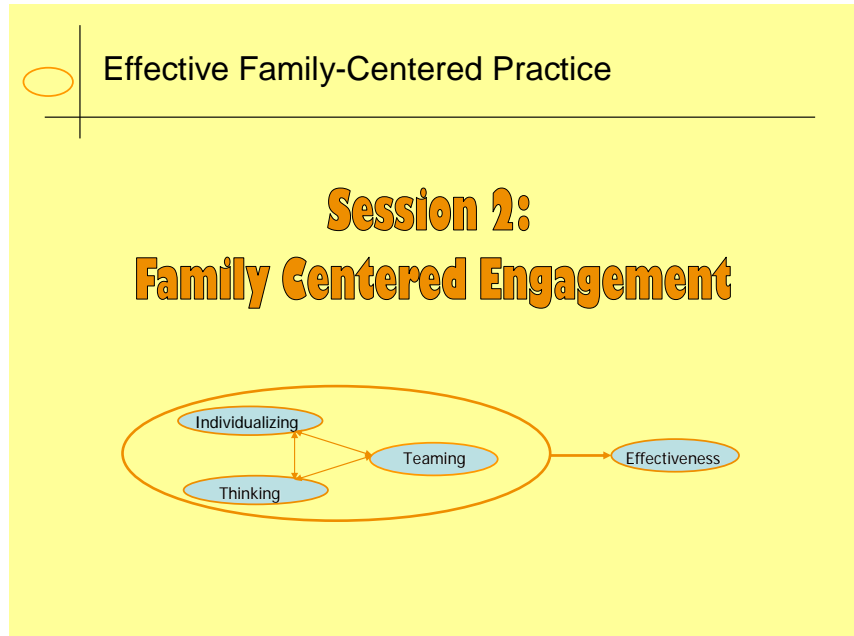 Effective Family-Centered Practice
Session 2:
Family Centered Engagement
Individualizing
Teaming
Effectiveness
Thinking